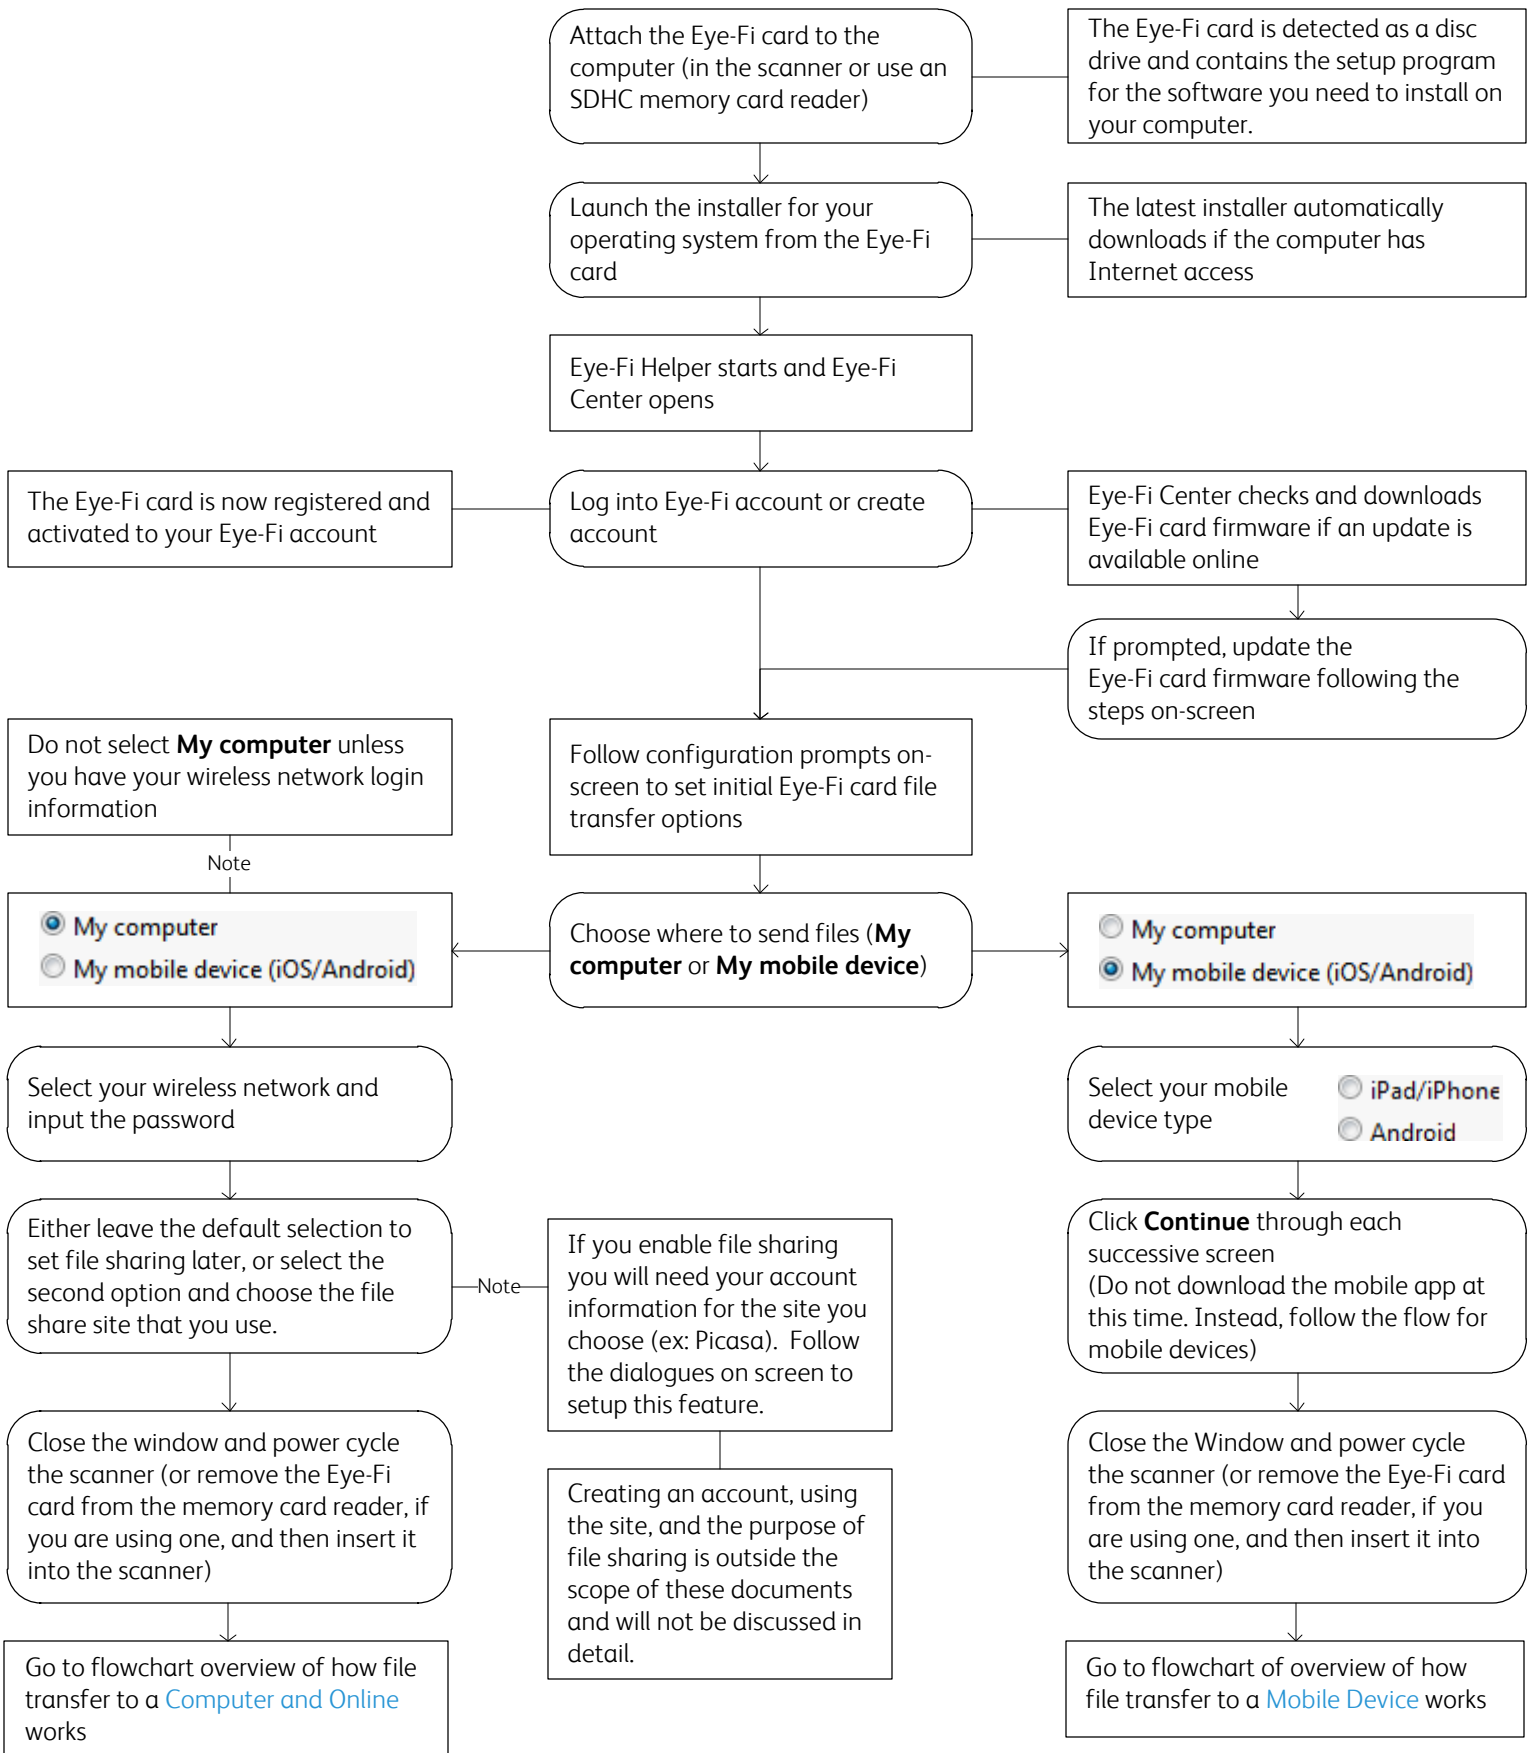 Attach the Eye-Fi card to the
computer (in the scanner or use an
SDHC memory card reader)
The Eye-Fi card is detected as a disc
drive and contains the setup program
for the software you need to install on
your computer.
Launch the installer for your
operating system from the Eye-Fi
card
The latest installer automatically
downloads if the computer has
Internet access
Eye-Fi Helper starts and Eye-Fi
Center opens
The Eye-Fi card is now registered and
activated to your Eye-Fi account
Log into Eye-Fi account or create
account
Eye-Fi Center checks and downloads
Eye-Fi card firmware if an update is
available online
If prompted, update the
Eye-Fi card firmware following the
steps on-screen
Do not select My computer unless
you have your wireless network login
information
Note
Follow configuration prompts on-
screen to set initial Eye-Fi card file
transfer options
My computer
My mobile device (iOS/Android)
Choose where to send files (My
computer or My mobile device)
My computer
My mobile device (iOS/Android)
Select your wireless network and
input the password
Select your mobile
device type
iPad/iPhone
Android
Either leave the default selection to
set file sharing later, or select the
second option and choose the file
share site that you use.
Note
If you enable file sharing
you will need your account
information for the site you
choose (ex: Picasa).  Follow
the dialogues on screen to
setup this feature.
Click Continue through each
successive screen
(Do not download the mobile app at
this time. Instead, follow the flow for
mobile devices)
Close the window and power cycle
the scanner (or remove the Eye-Fi
card from the memory card reader, if
you are using one, and then insert it
into the scanner)
Creating an account, using
the site, and the purpose of
file sharing is outside the
scope of these documents
and will not be discussed in
detail.
Close the Window and power cycle
the scanner (or remove the Eye-Fi card
from the memory card reader, if you
are using one, and then insert it into
the scanner)
Go to flowchart overview of how file
transfer to a Computer and Online
works
Go to flowchart of overview of how
file transfer to a Mobile Device works